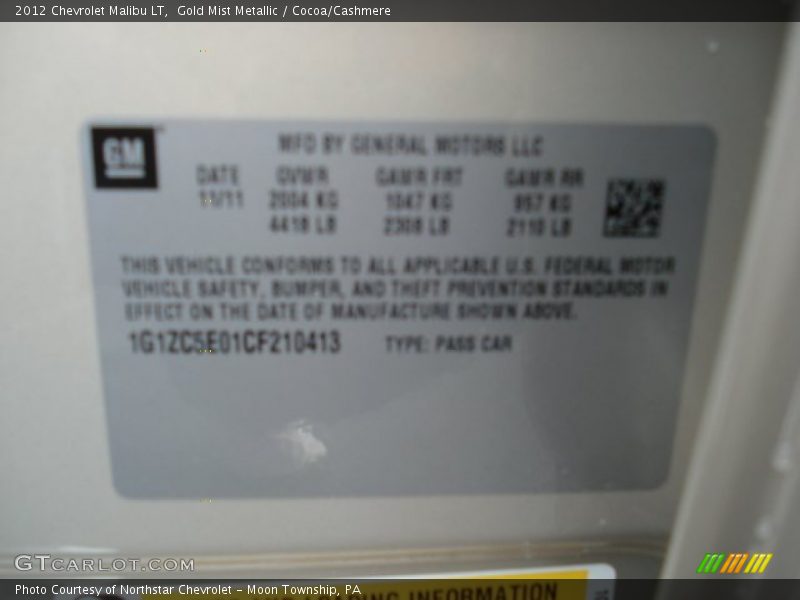 2012 Chevrolet Malibu LT,  Gold Mist Metallic / Cocoa/Cashmere
GM
MFD BY GENERAL MOTORS LLC
DATE GVWR GAWR FRT GAWR RR
11/11 2004 KG 1047 KG 957 KG
4418 LB 2308 LB 2110 LB
THIS VEHICLE CONFORMS TO ALL APPLICABLE U.S. FEDERAL MOTOR
VEHICLE SAFETY, BUMPER, AND THEFT PREVENTION STANDARDS IN
EFFECT ON THE DATE OF MANUFACTURE SHOWN ABOVE.
1G1ZC5E01CF210413 TYPE: PASS CAR
GTCARLOT.COM
LOADING INFORMATION
Photo Courtesy of Northstar Chevrolet – Moon Township, PA